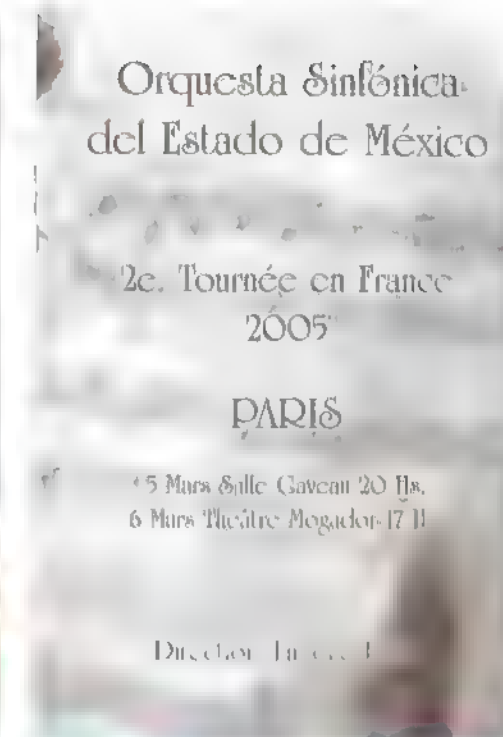 Orquesta Sinfónica
del Estado de México
2e. Tournée en France
2005
PARIS
5 Mars Salle Gaveau 20 Hs.
6 Mars Théâtre Mogador 17 H
Director